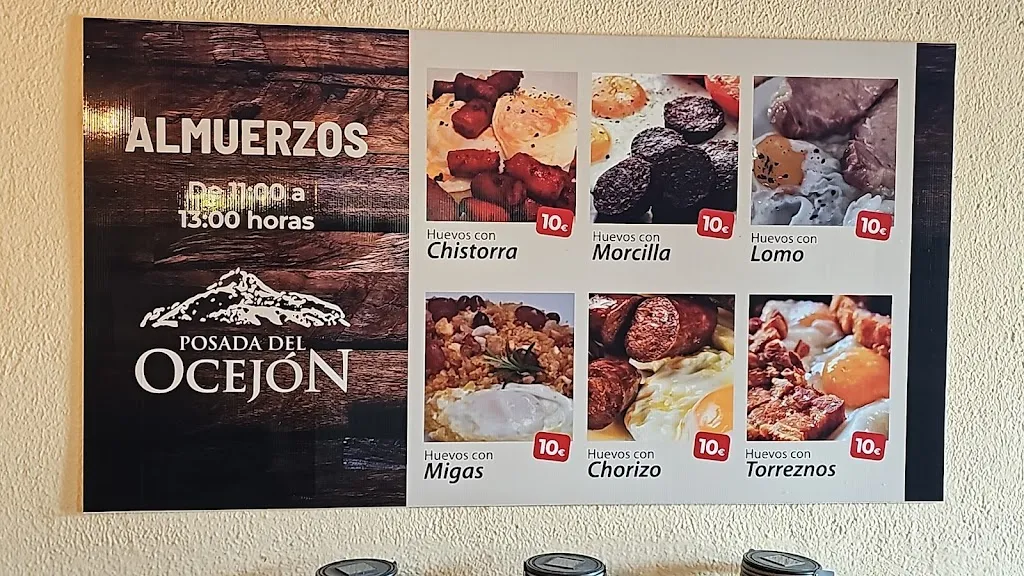 ALMUERZOS
De 11:00 a
13:00 horas
POSADA DEL
OCEJÓN
10€
Huevos con
Chistorra
10€
Huevos con
Morcilla
10€
Huevos con
Lomo
10€
Huevos con
Migas
10€
Huevos con
Chorizo
10€
Huevos con
Torreznos